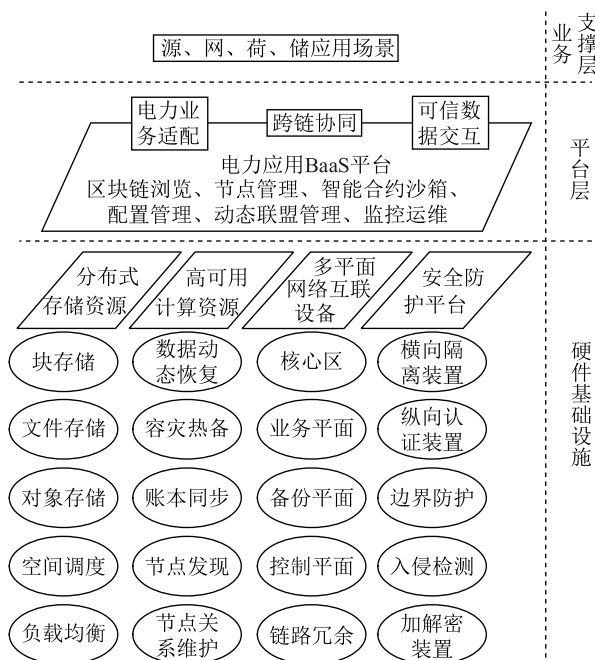 源、网、荷、储应用场景
业务
支撑层
电力业
务适配
跨链协同
可信数
据交互
电力应用BaaS平台
区块链浏览、节点管理、智能合约沙箱、
配置管理、动态联盟管理、监控运维
平台层
分布式
存储资源
高可用
计算资源
多平面
网络互联
设备
安全防
护平台
块存储
数据动
态恢复
核心区
横向隔
离装置
文件存储
容灾热备
业务平面
纵向认
证装置
对象存储
账本同步
备份平面
边界防护
空间调度
节点发现
控制平面
入侵检测
负载均衡
节点关
系维护
链路冗余
加解密
装置
硬件基础设施